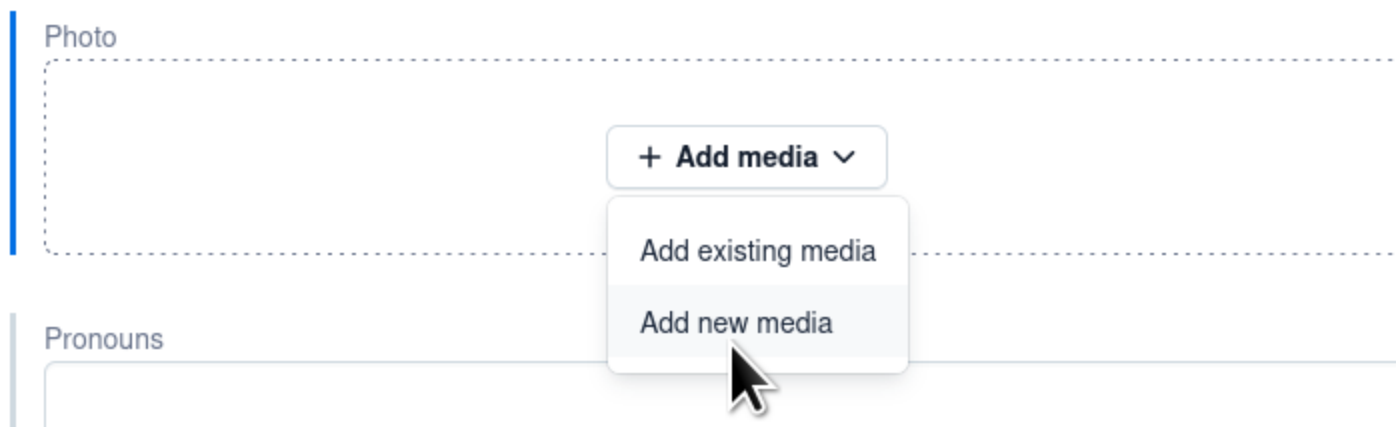 Photo
+ Add media
Add existing media
Add new media
Pronouns